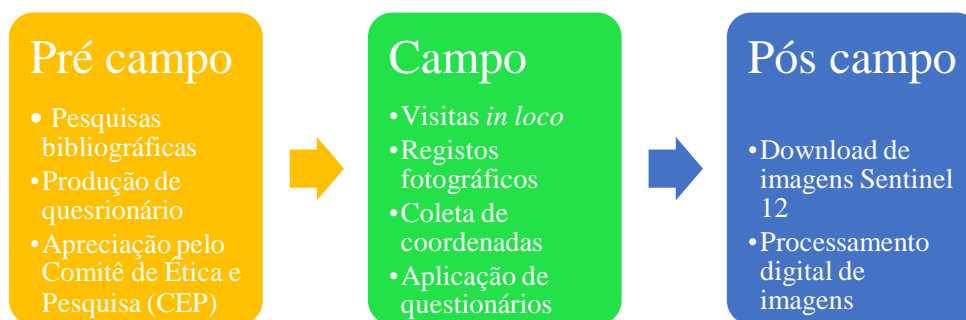 Pré campo
• Pesquisas
bibliográficas
•Produção de
quesrionário
•Apreciação pelo
Comitê de Ética e
Pesquisa (CEP)
Campo
•Visitas in loco
•Registos
fotográficos
•Coleta de
coordenadas
•Aplicação de
questionários
Pós campo
•Download de
imagens Sentinel
12
•Processamento
digital de
imagens